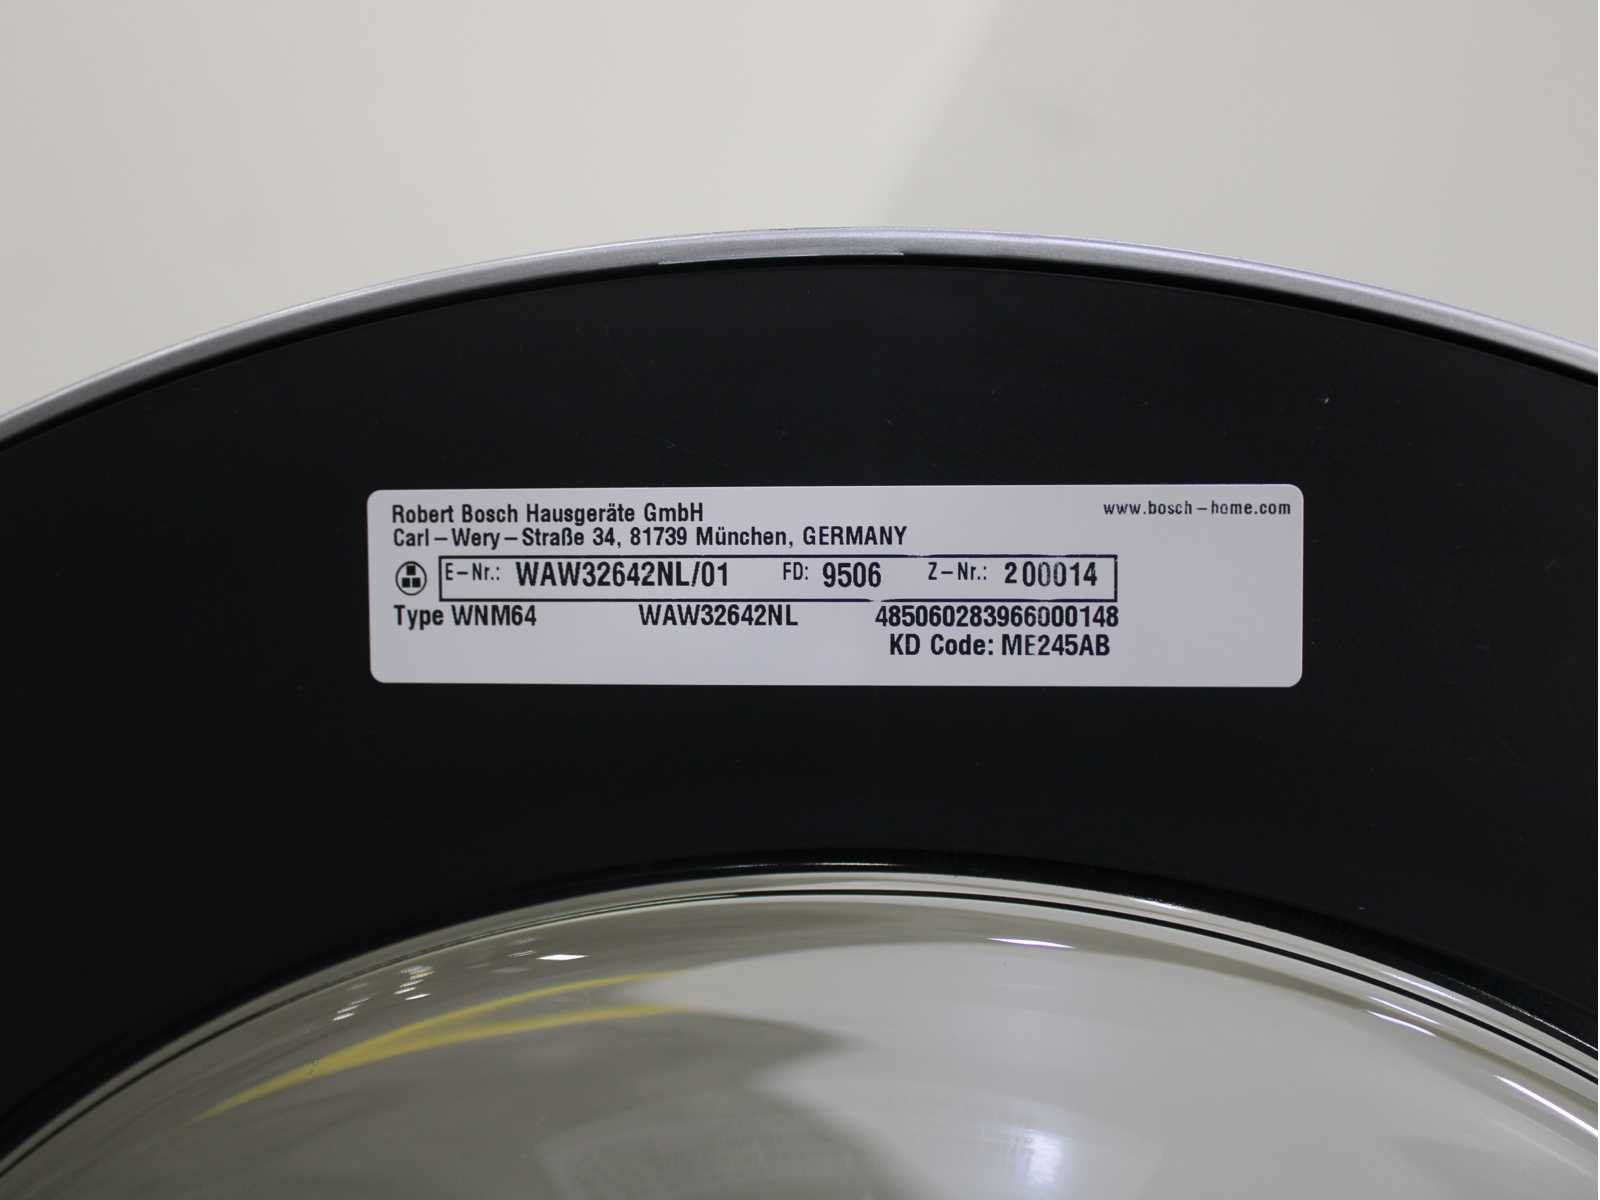 Robert Bosch Hausgeräte GmbH
www.bosch-home.com
Carl-Wery-Straße 34, 81739 München, GERMANY
E-Nr.: WAW32642NL/01 FD: 9506 Z-Nr.: 200014
Type WNM64 WAW32642NL 485060283966000148
KD Code: ME245AB